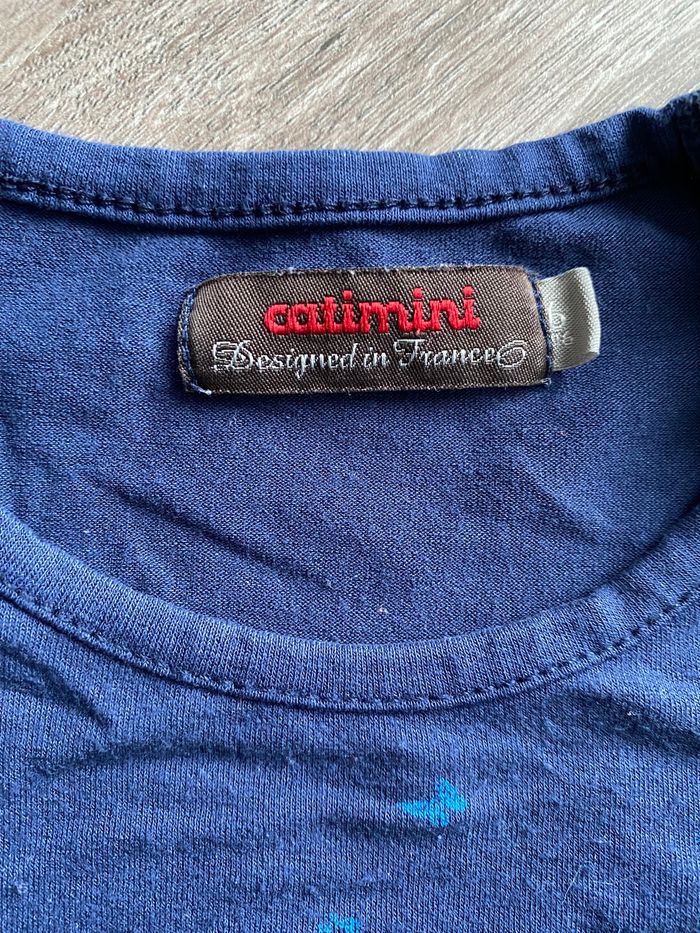 catimini
Designed in France